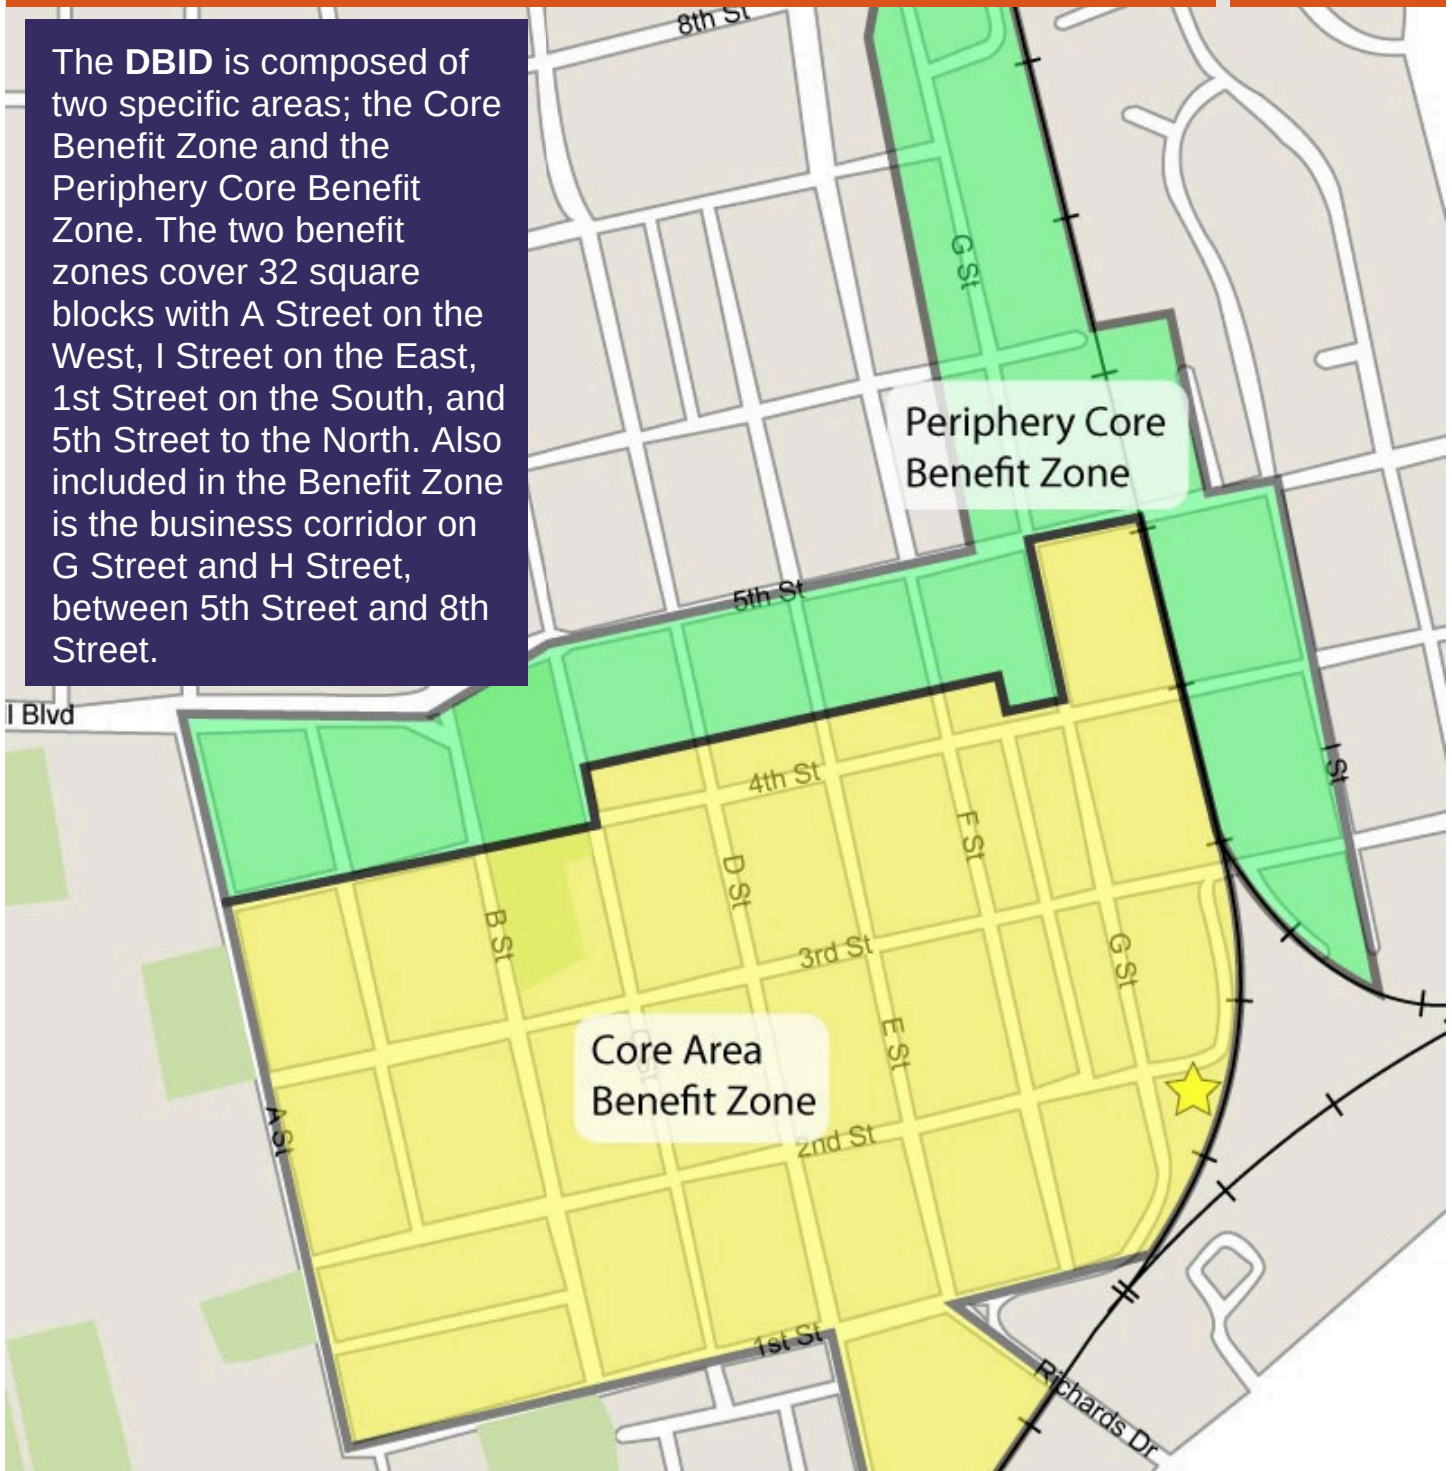 8th St
The DBID is composed of
two specific areas; the Core
Benefit Zone and the
Periphery Core Benefit
Zone. The two benefit
zones cover 32 square
blocks with A Street on the
West, I Street on the East,
1st Street on the South, and
5th Street to the North. Also
included in the Benefit Zone
is the business corridor on
G Street and H Street,
between 5th Street and 8th
Street.
G St
Periphery Core
Benefit Zone
5th St
l Blvd
I St
4th St
F St
D St
B St
3rd St
G St
E St
Core Area
Benefit Zone
A St
2nd St
1st St
Richards Dr